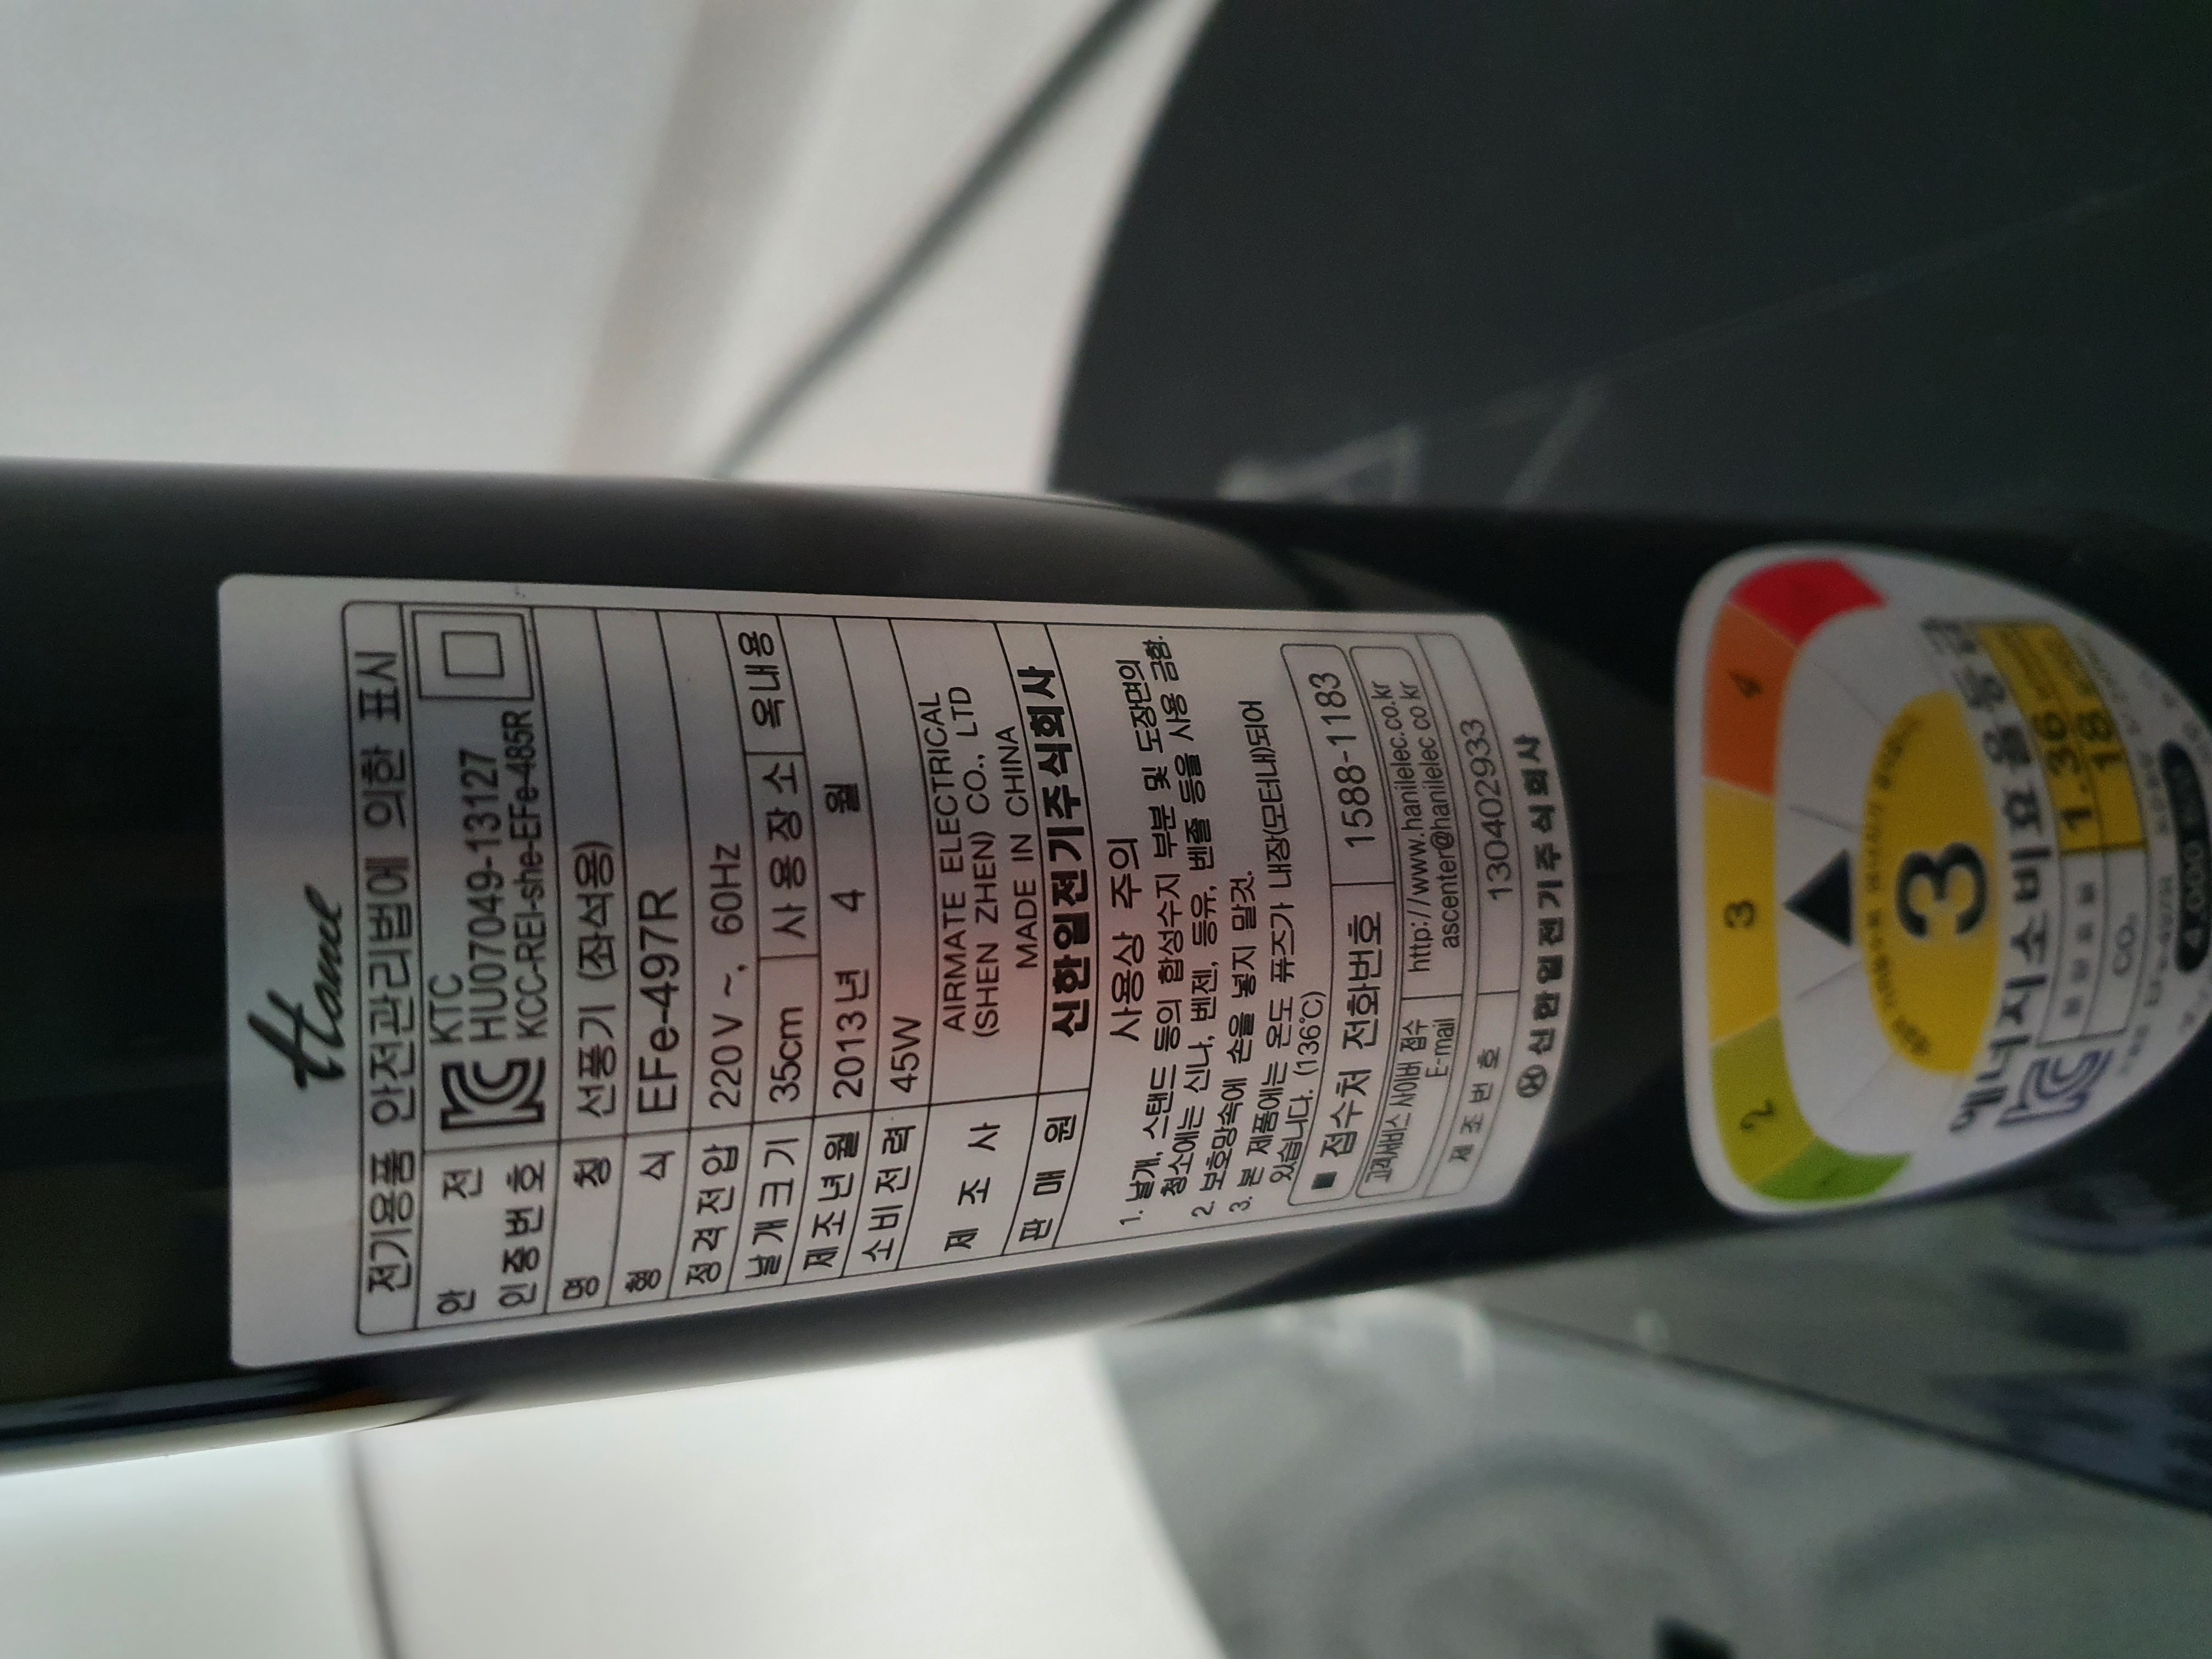 Hanil
전기용품 안전관리법에 의한 표시
안 전 인증번호
KTC
HU07049-13127
KCC-REI-she-EFe-485R
명 칭 선풍기 (좌석용)
형 식 EFe-497R
정격전압 220V ~, 60Hz
날개크기 35cm 사용장소 옥내용
제조년월 2013년 4 월
소비전력 45W
제 조 사 AIRMATE ELECTRICAL
(SHEN ZHEN) CO., LTD
MADE IN CHINA
판 매 원 신한일전기주식회사
사용상 주의
1. 날개, 스탠드 등의 합성수지 부분 및 도장면의
청소에는 신나, 벤젠, 등유, 벤졸 등을 사용 금함.
2. 보호망속에 손을 넣지 말것.
3. 본 제품에는 온도 퓨즈가 내장(모터내)되어
있습니다. (136℃)
■ 접수처 전화번호 1588-1183
고객서비스 사이버 접수 http://www.hanilelec.co.kr
E-mail ascenter@hanilelec.co.kr
제 조 번 호 130402933
신한일전기주식회사
2 3 4
3
에너지소비효율등급
1.36
CO₂ 18